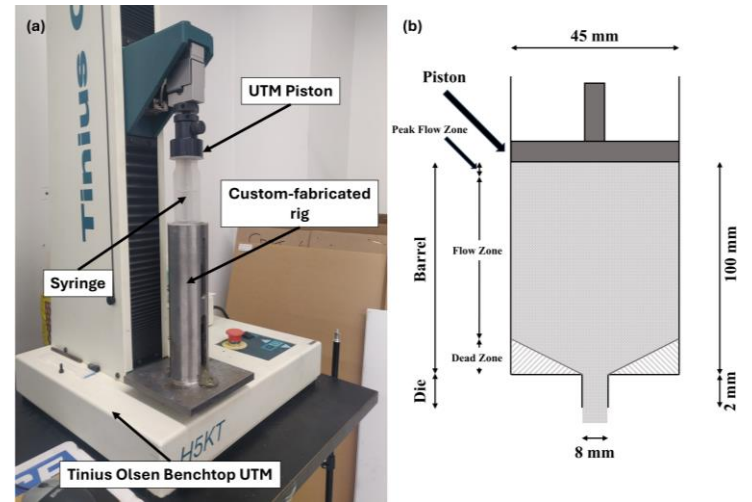 (a)
Tinius O
UTM Piston
Custom-fabricated
rig
Syringe
H5KT
Tinius Olsen Benchtop UTM
(b)
45 mm
Piston
Peak Flow Zone
Barrel
Flow Zone
100 mm
Dead Zone
Die
2 mm
8 mm